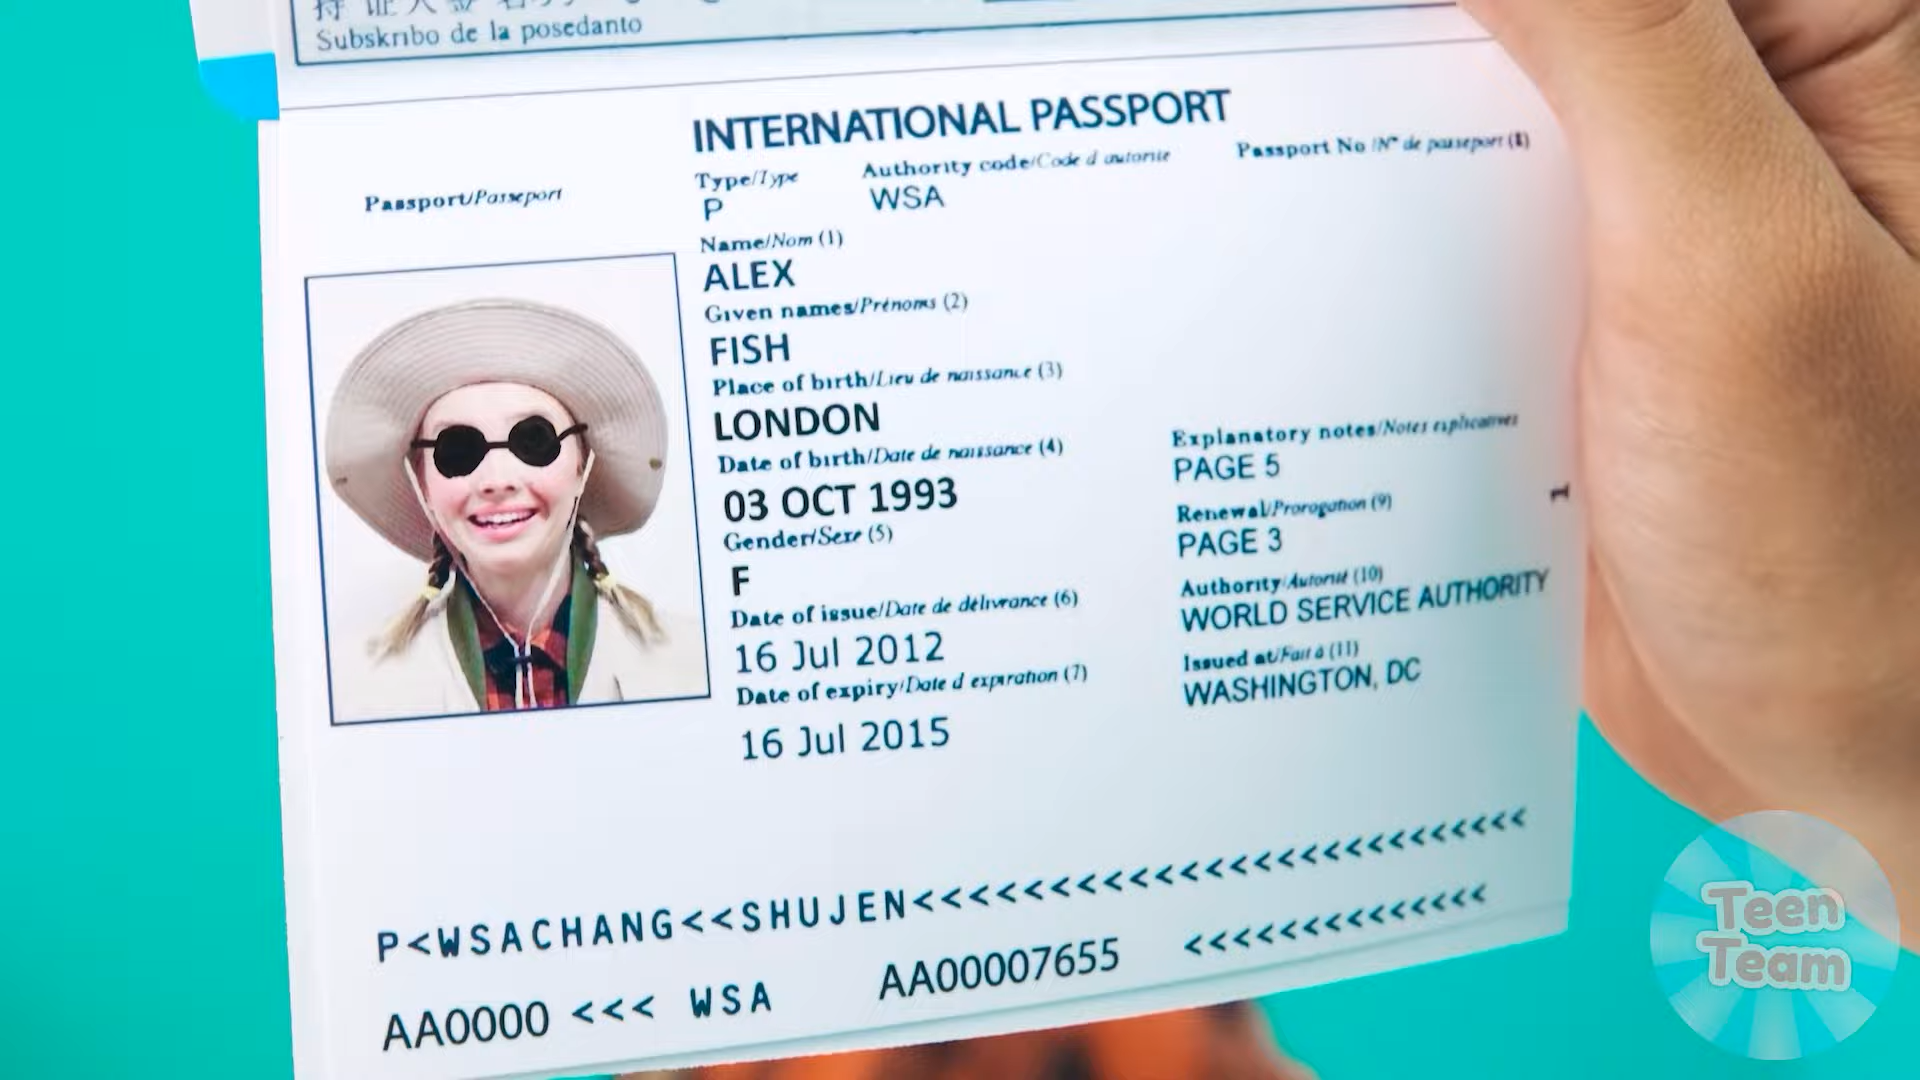 Subskribo de la posedanto
INTERNATIONAL PASSPORT
Passport/Passeport
Type/Type
Authority code/Code d autorite
Passport No /N° de passeport (8)
P
WSA
Name/Nom (1)
ALEX
Given names/Prénoms (2)
FISH
Place of birth/Lieu de naissance (3)
LONDON
Date of birth/Date de naissance (4)
03 OCT 1993
Gender/Sexe (5)
F
Date of issue/Date de délivrance (6)
16 Jul 2012
Date of expiry/Date d expiration (7)
16 Jul 2015
Explanatory notes/Notes explicatives
PAGE 5
Renewal/Prorogation (9)
PAGE 3
Authority/Autorité (10)
WORLD SERVICE AUTHORITY
Issued at/Fait à (11)
WASHINGTON, DC
1
P<WSACHANG<<SHUJEN<<<<<<<<<<<<<<<<<<<<<<<<
AA0000 <<< WSA AA00007655 <<<<<<<<<<<<<<
Teen
Team